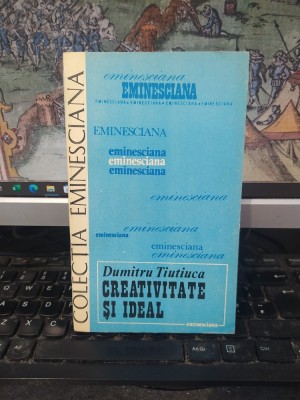 COLECȚIA EMINESCIANA
eminesciana
EMINESCIANA
EMINESCIANA • EMINESCIANA • EMINESCIANA • EMINESCIANA
EMINESCIANA
eminesciana
eminesciana
eminesciana
eminesciana
eminesciana
eminesciana
eminesciana
eminesciana
Dumitru Tiutiuca
CREATIVITATE
ȘI IDEAL
eminesciana